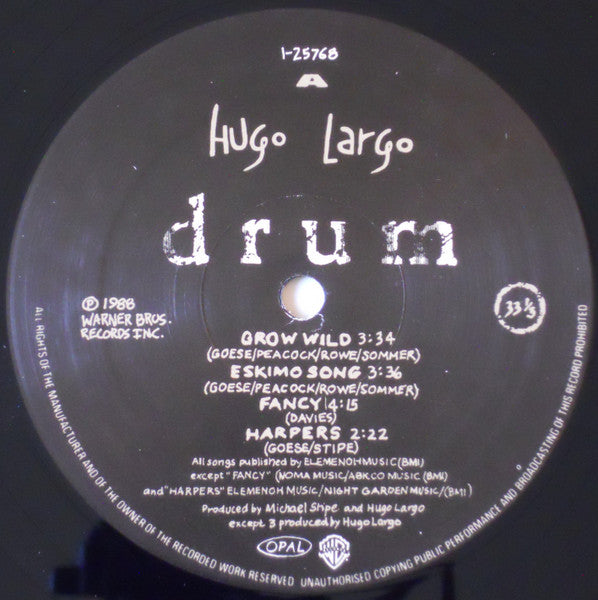 1-25768
A
Hugo Largo
drum
℗ 1988
WARNER BROS.
RECORDS INC.
33 ⅓
GROW WILD 3:34
(GOESE/PEACOCK/ROWE/SOMMER)
ESKIMO SONG 3:36
(GOESE/PEACOCK/ROWE/SOMMER)
FANCY 4:15
(DAVIES)
HARPERS 2:22
(GOESE/STIPE)
All songs published by ELEMENOHMUSIC (BMI)
except "FANCY" (NOMA MUSIC/ABKCO MUSIC (BMI)
and "HARPERS" ELEMENOH MUSIC/NIGHT GARDEN MUSIC/(BMI)
Produced by Michael Stipe and Hugo Largo
except 3 produced by Hugo Largo
OPAL
WB
ALL RIGHTS OF THE MANUFACTURER AND OF THE OWNER OF THE RECORDED WORK RESERVED UNAUTHORISED COPYING PUBLIC PERFORMANCE AND BROADCASTING OF THIS RECORD PROHIBITED